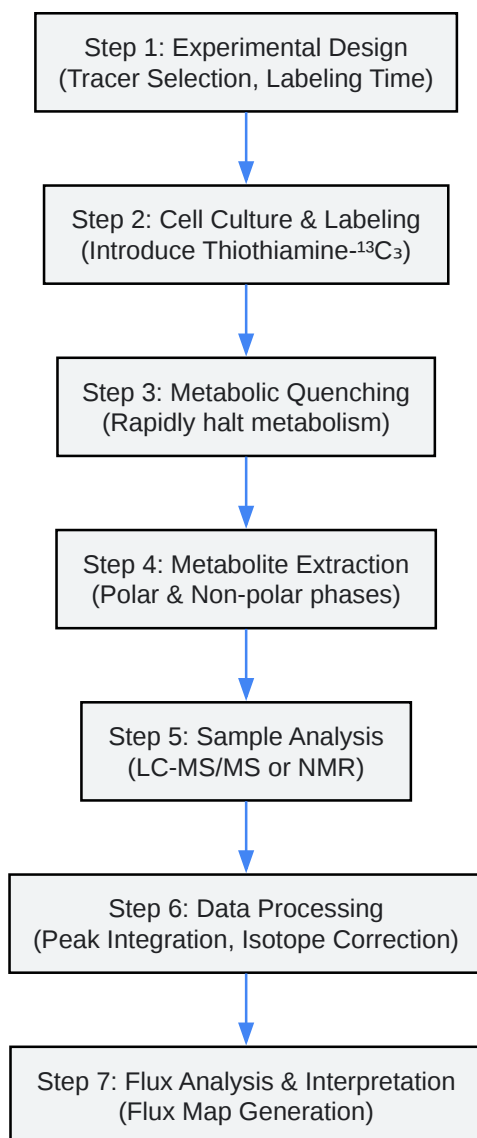 Step 1: Experimental Design
(Tracer Selection, Labeling Time)
Step 2: Cell Culture & Labeling
(Introduce Thiothiamine-¹³C₃)
Step 3: Metabolic Quenching
(Rapidly halt metabolism)
Step 4: Metabolite Extraction
(Polar & Non-polar phases)
Step 5: Sample Analysis
(LC-MS/MS or NMR)
Step 6: Data Processing
(Peak Integration, Isotope Correction)
Step 7: Flux Analysis & Interpretation
(Flux Map Generation)